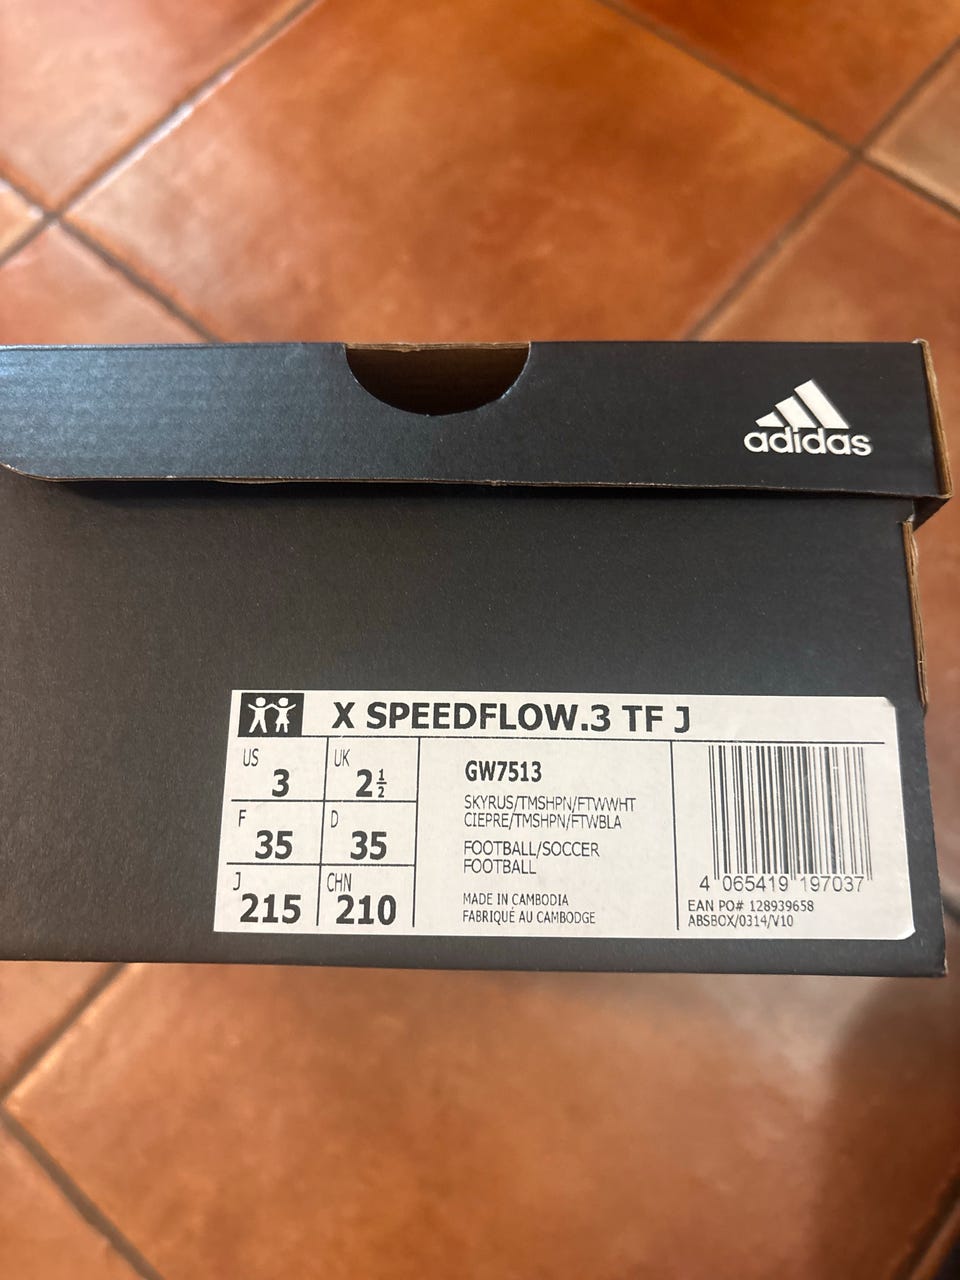 adidas
X SPEEDFLOW.3 TF J
US 3
UK 2½
F 35
D 35
J 215
CHN 210
GW7513
SKYRUS/TMSHPN/FTWWHT
CIEPRE/TMSHPN/FTWBLA
FOOTBALL/SOCCER
FOOTBALL
MADE IN CAMBODIA
FABRIQUÉ AU CAMBODGE
4 065419 197037
EAN PO# 128939658
ABSBOX/0314/V10